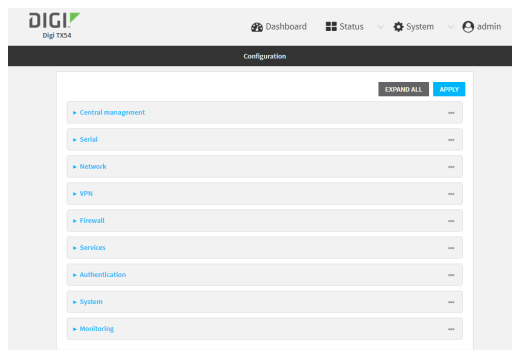 DIGI
Digi TX54
Dashboard Status System admin
Configuration
EXPAND ALL APPLY
Central management
Serial
Network
VPN
Firewall
Services
Authentication
System
Monitoring